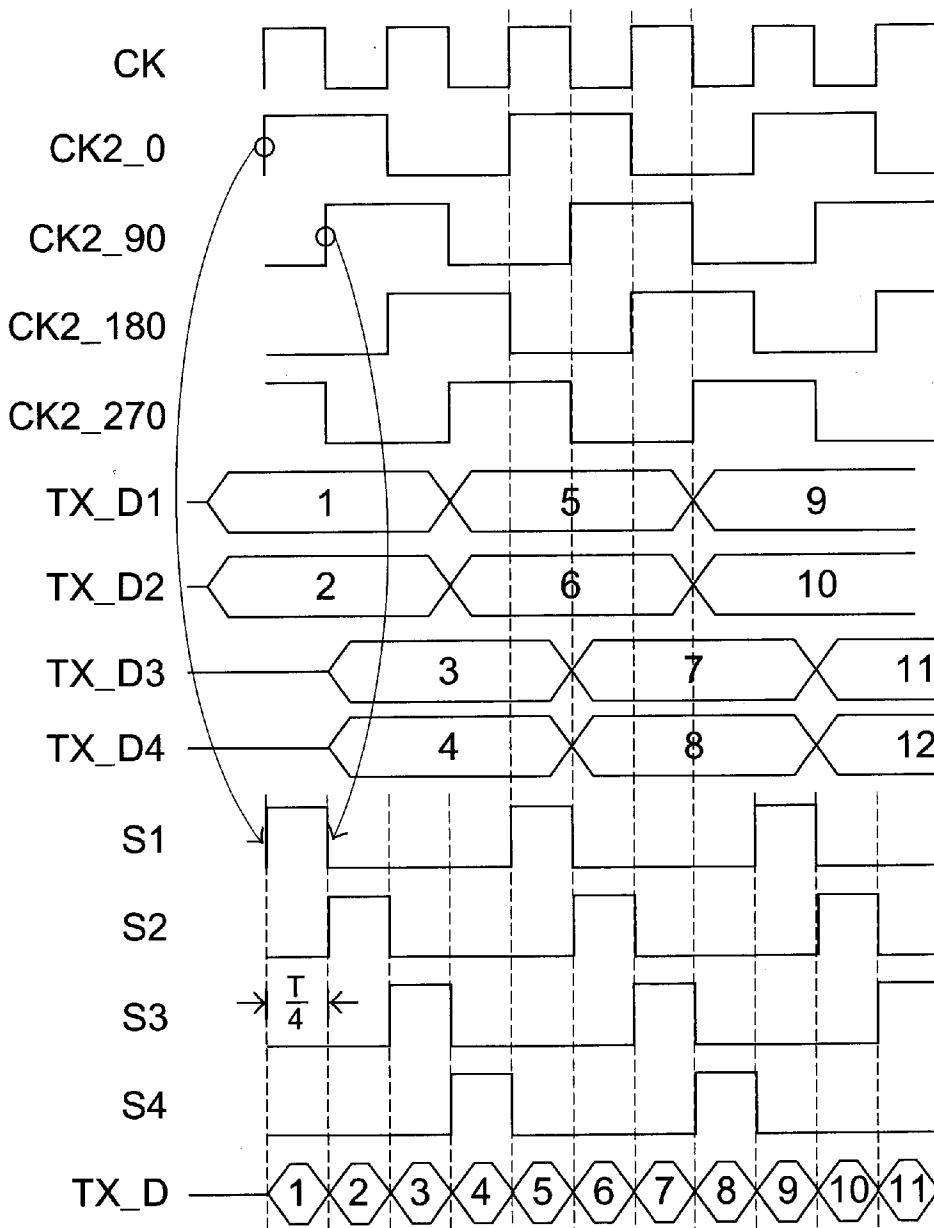 CK
CK2_0
CK2_90
CK2_180
CK2_270
TX_D1 1 5 9
TX_D2 2 6 10
TX_D3 3 7 11
TX_D4 4 8 12
S1
S2
S3 T/4
S4
TX_D 1 2 3 4 5 6 7 8 9 10 11